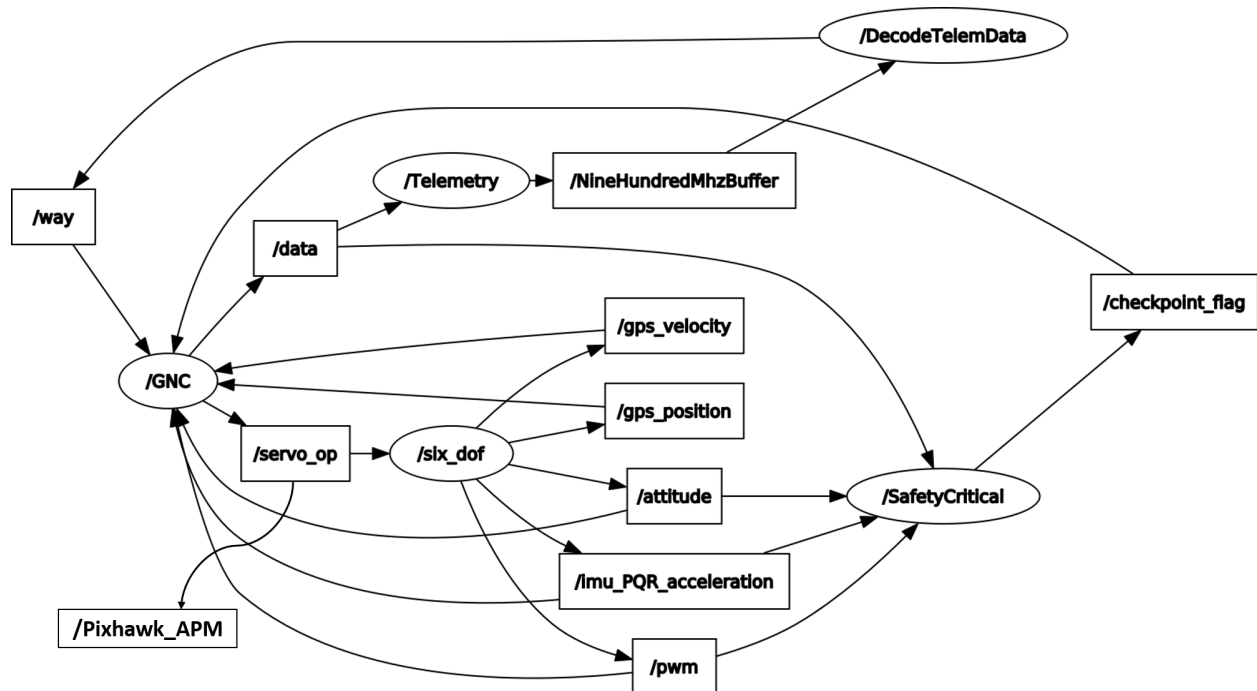 /DecodeTelemData
/Telemetry
/NineHundredMhzBuffer
/way
/data
/checkpoint_flag
/gps_velocity
/GNC
/gps_position
/servo_op
/six_dof
/attitude
/SafetyCritical
/imu_PQR_acceleration
/Pixhawk_APM
/pwm